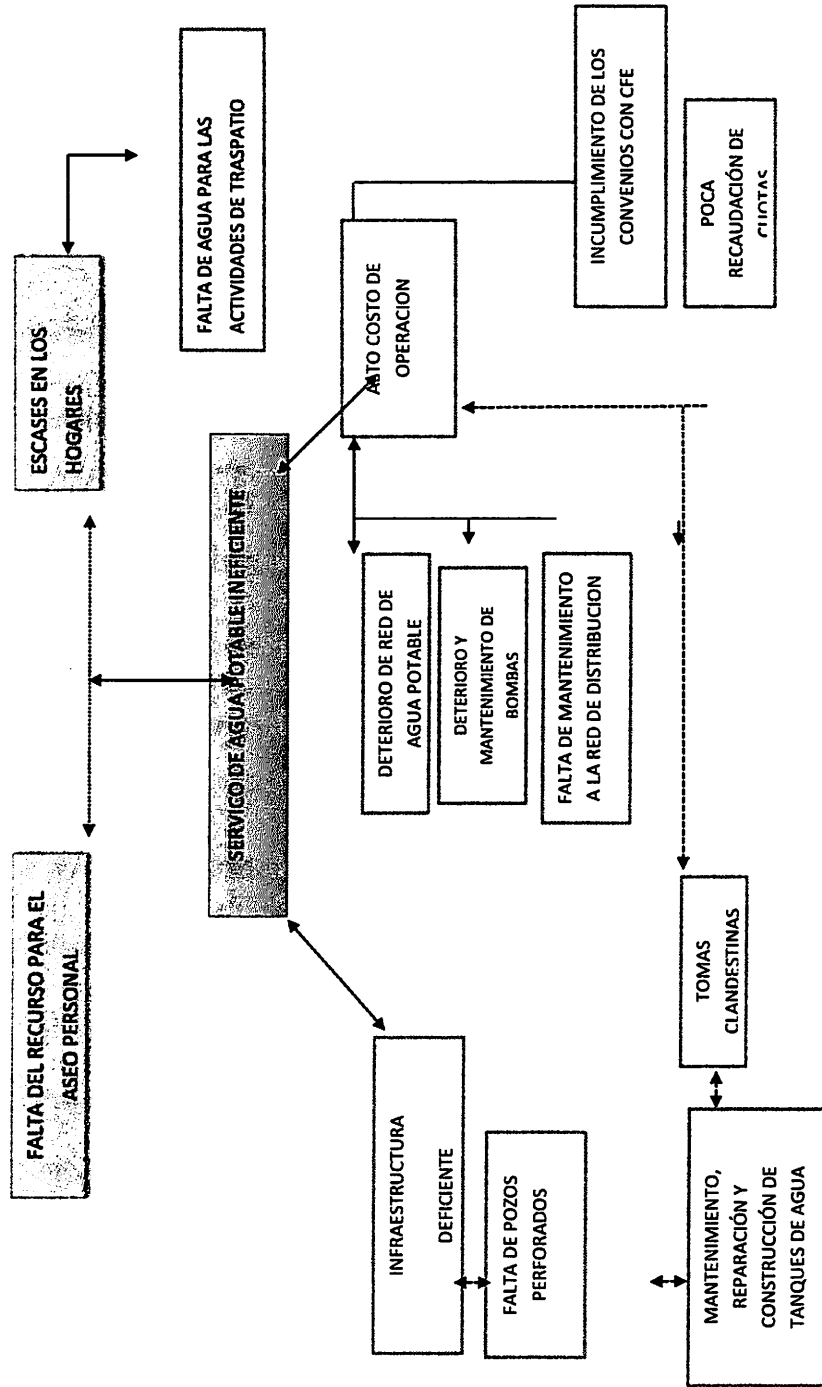 FALTA DEL RECURSO PARA EL
ASEO PERSONAL
ESCASES EN LOS
HOGARES
FALTA DE AGUA PARA LAS
ACTIVIDADES DE TRASPATIO
SERVICO DE AGUA POTABLE INEFICIENTE
INFRAESTRUCTURA
DEFICIENTE
FALTA DE POZOS
PERFORADOS
MANTENIMIENTO,
REPARACIÓN Y
CONSTRUCCIÓN DE
TANQUES DE AGUA
TOMAS
CLANDESTINAS
DETERIORO DE RED DE
AGUA POTABLE
DETERIORO Y
MANTENIMIENTO DE
BOMBAS
FALTA DE MANTENIMIENTO
A LA RED DE DISTRIBUCION
ALTO COSTO DE
OPERACION
INCUMPLIMIENTO DE LOS
CONVENIOS CON CFE
POCA
RECAUDACIÓN DE
CUOTAS